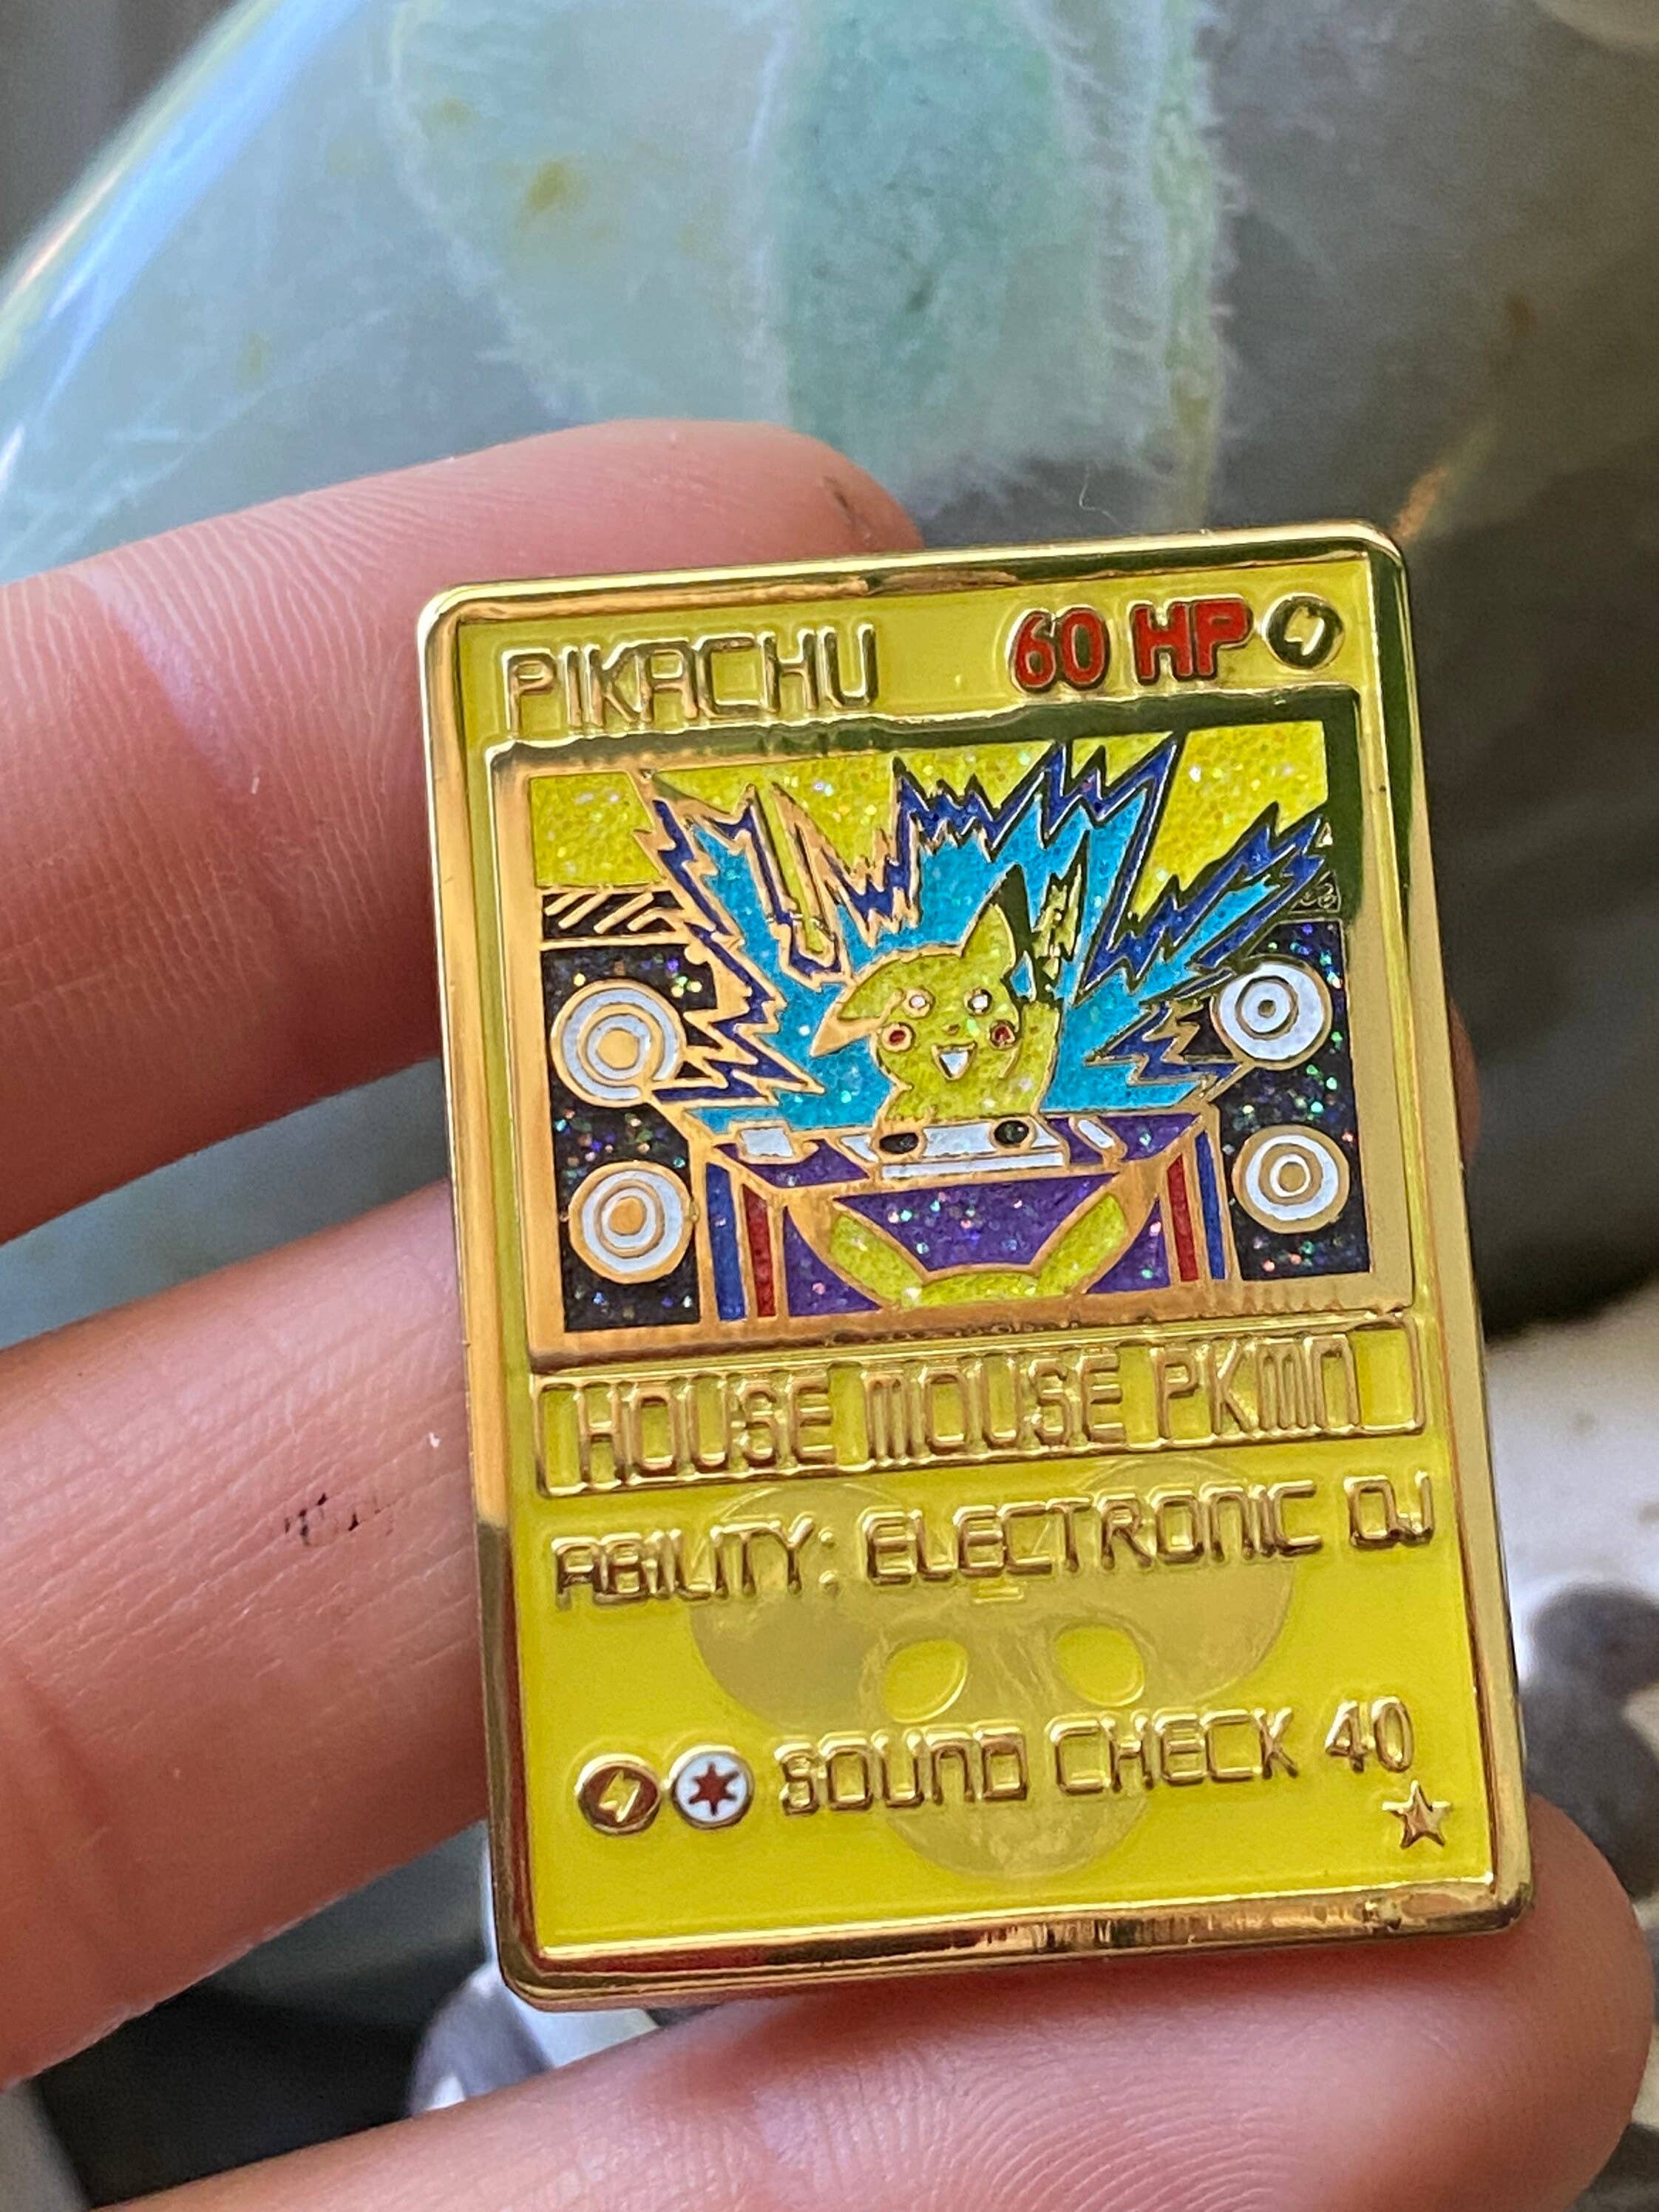 PIKACHU 60 HP
HOUSE MOUSE PKMN
ABILITY: ELECTRONIC DJ
SOUND CHECK 40